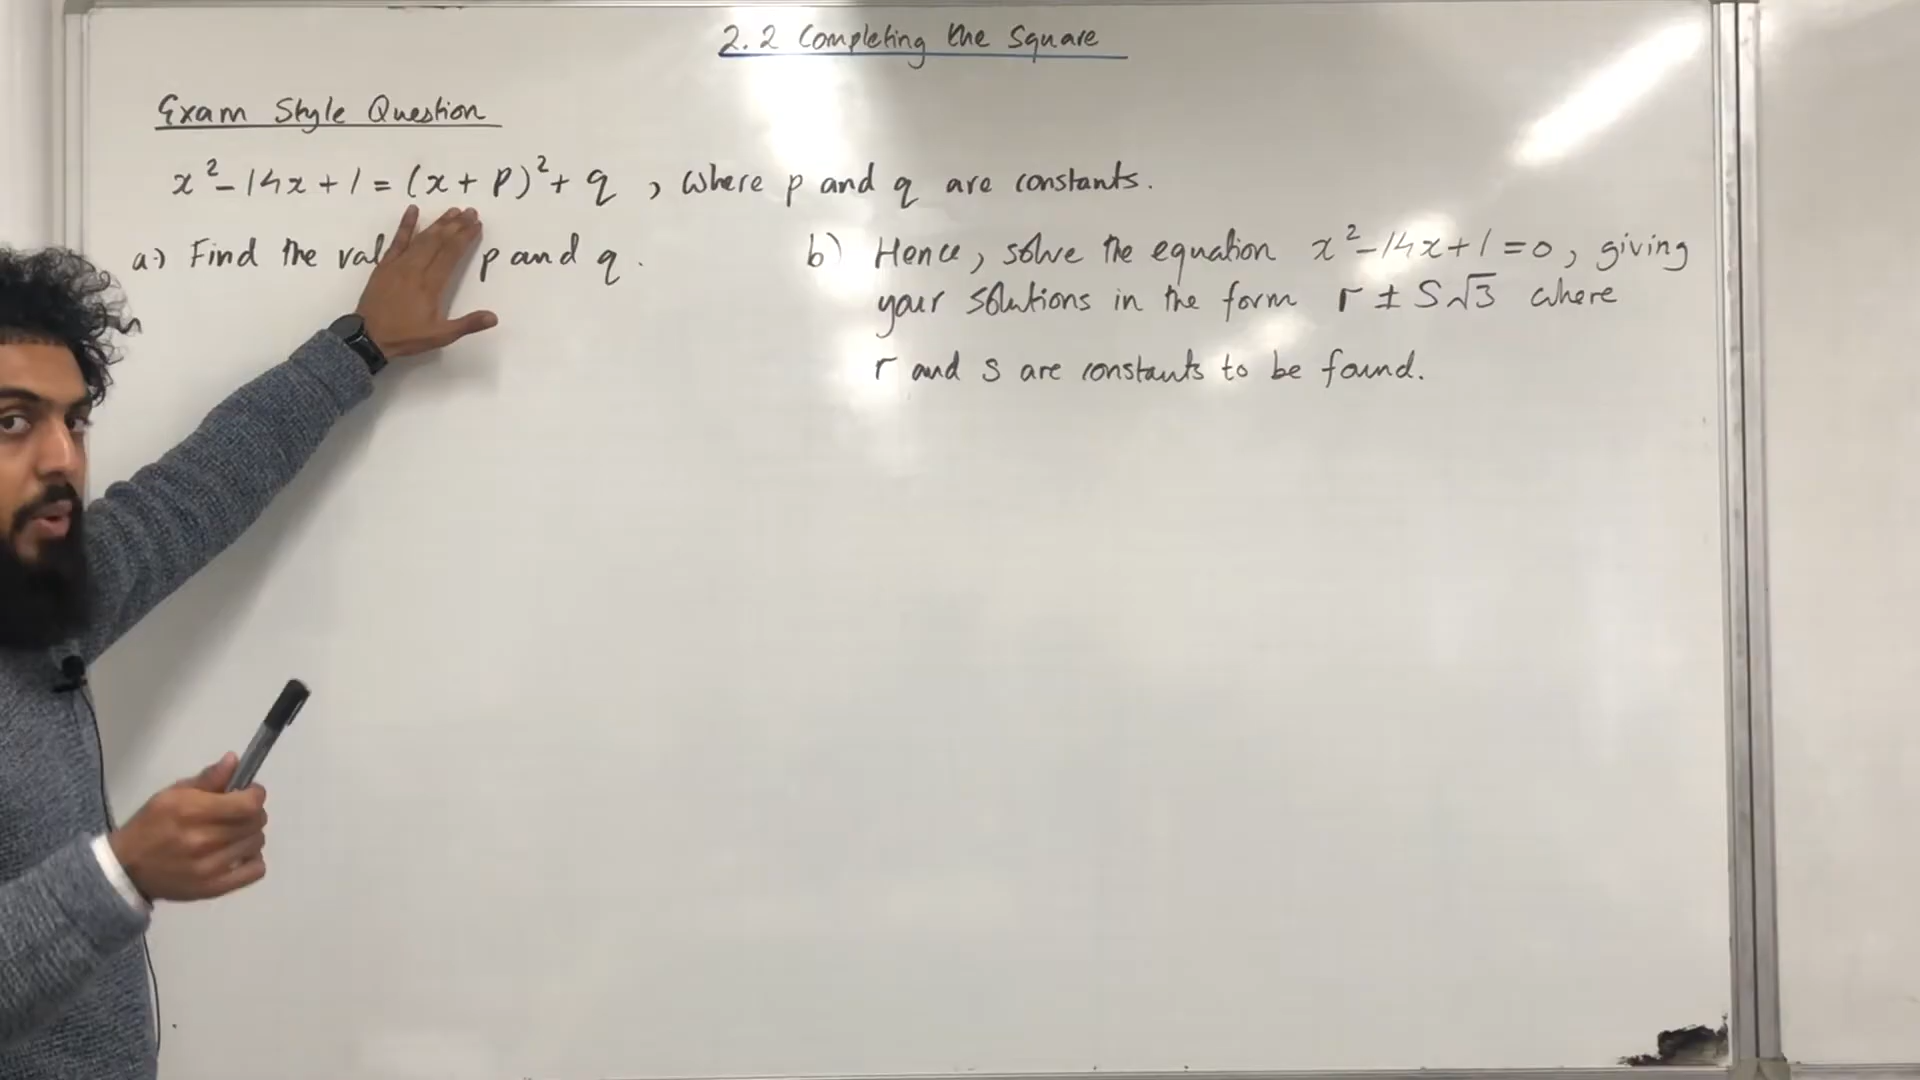 2.2 Completing the Square
Exam Style Question
x² - 14x + 1 = (x + p)² + q , where p and q are constants.
a) Find the val p and q .
b) Hence, solve the equation x² - 14x + 1 = 0, giving
your solutions in the form r ± S√3 where
r and s are constants to be found.